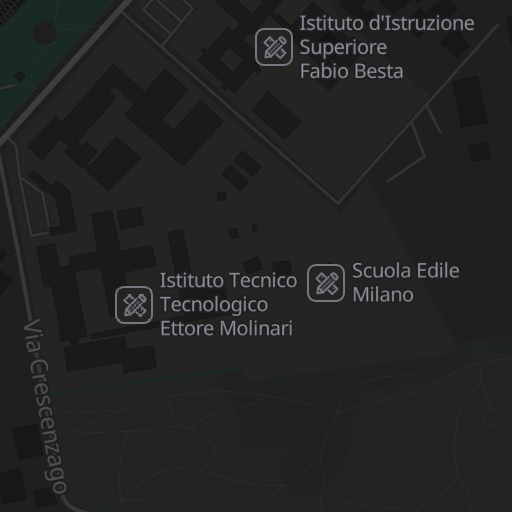 Istituto d'Istruzione
Superiore
Fabio Besta
Istituto Tecnico
Tecnologico
Ettore Molinari
Scuola Edile
Milano
Via Crescenzago